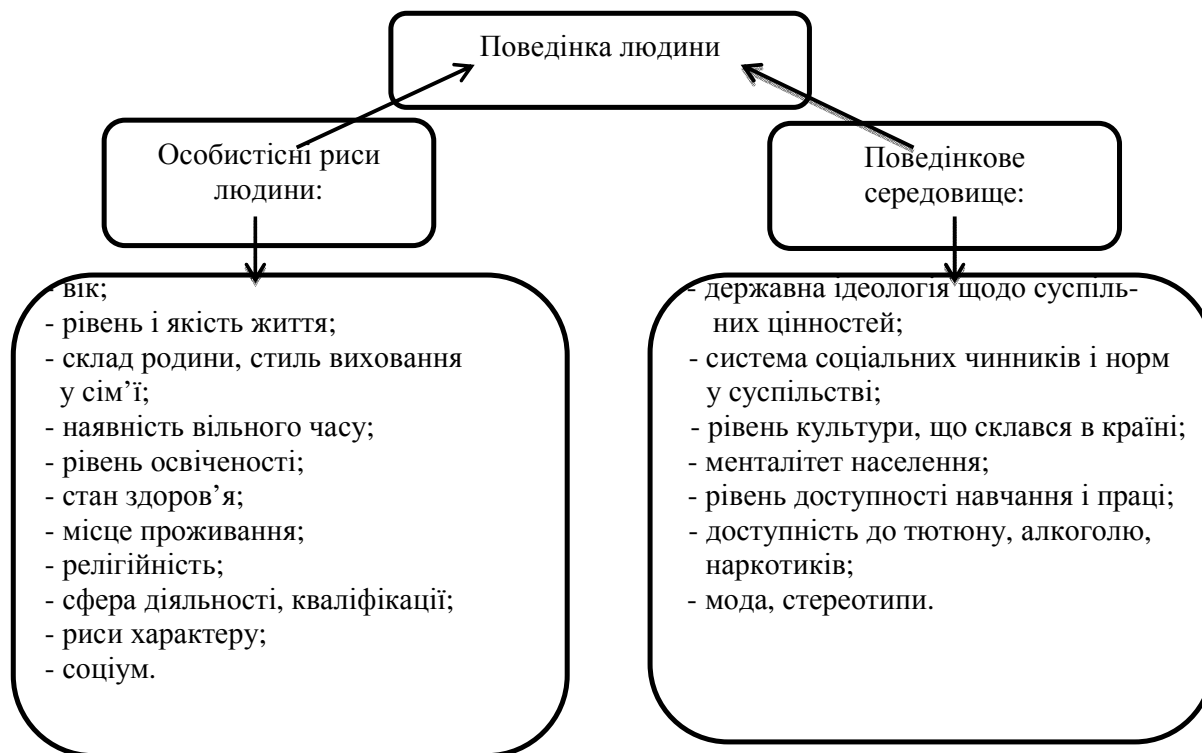 Поведінка людини
Особистісні риси
людини:
Поведінкове
середовище:
- вік;
- рівень і якість життя;
- склад родини, стиль виховання
у сім’ї;
- наявність вільного часу;
- рівень освіченості;
- стан здоров’я;
- місце проживання;
- релігійність;
- сфера діяльності, кваліфікації;
- риси характеру;
- соціум.
- державна ідеологія щодо суспіль-
них цінностей;
- система соціальних чинників і норм
у суспільстві;
- рівень культури, що склався в країні;
- менталітет населення;
- рівень доступності навчання і праці;
- доступність до тютюну, алкоголю,
наркотиків;
- мода, стереотипи.